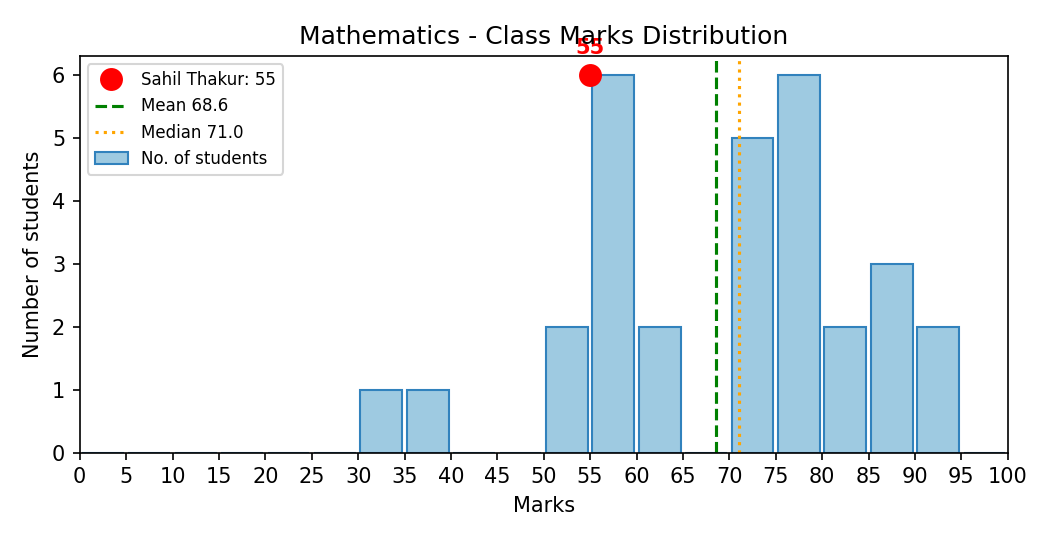 Mathematics - Class Marks Distribution
55
Sahil Thakur: 55
Mean 68.6
Median 71.0
No. of students
Number of students
6
5
4
3
2
1
0
0 5 10 15 20 25 30 35 40 45 50 55 60 65 70 75 80 85 90 95 100
Marks